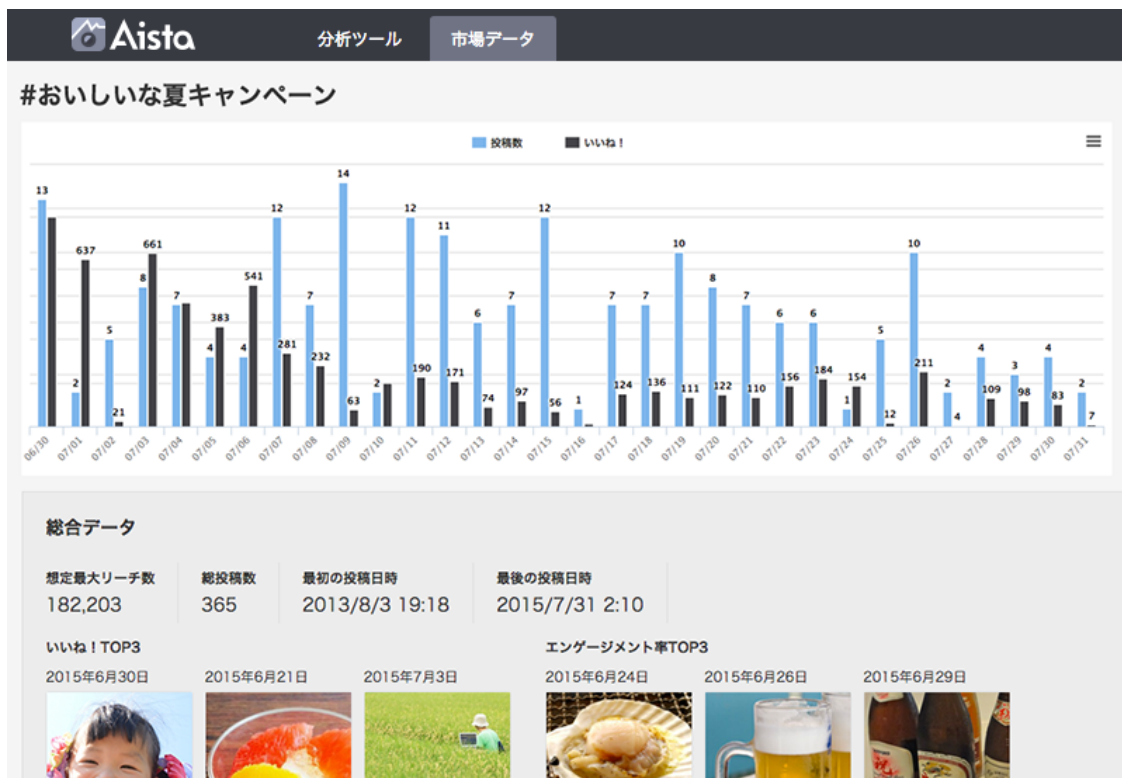 Aista
分析ツール 市場データ
#おいしいな夏キャンペーン
投稿数 いいね！
13 2 637 5 21 8 661 7 4 383 4 541 12 281 7 232 14 63 2 12 190 11 171 6 74 7 97 12 56 1 7 124 7 136 10 111 8 122 7 110 6 156 6 184 1 154 5 12 10 211 2 4 4 109 3 98 4 83 2 7
06/30 07/01 07/02 07/03 07/04 07/05 07/06 07/07 07/08 07/09 07/10 07/11 07/12 07/13 07/14 07/15 07/16 07/17 07/18 07/19 07/20 07/21 07/22 07/23 07/24 07/25 07/26 07/27 07/28 07/29 07/30 07/31
総合データ
想定最大リーチ数 総投稿数 最初の投稿日時 最後の投稿日時
182,203 365 2013/8/3 19:18 2015/7/31 2:10
いいね！TOP3 エンゲージメント率TOP3
2015年6月30日 2015年6月21日 2015年7月3日 2015年6月24日 2015年6月26日 2015年6月29日